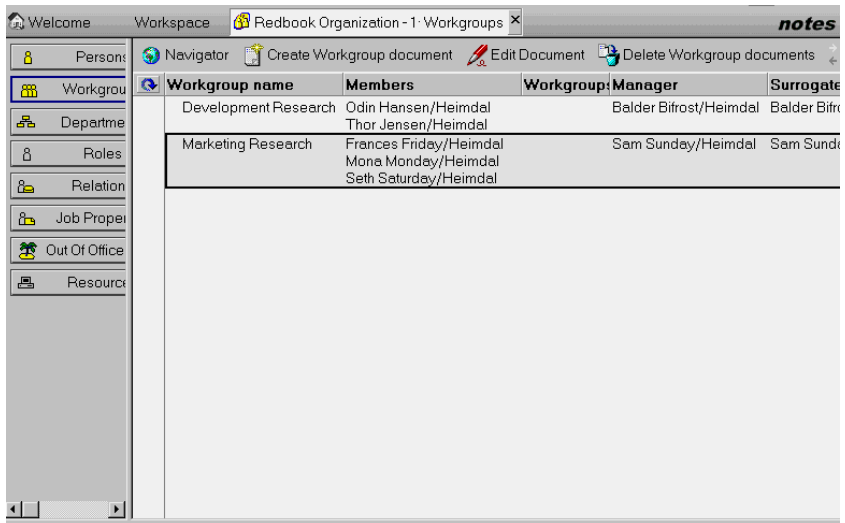 Welcome Workspace Redbook Organization - 1· Workgroups notes
Persons
Workgrou
Departme
Roles
Relation
Job Proper
Out Of Office
Resource
Navigator Create Workgroup document Edit Document Delete Workgroup documents
Workgroup name Members Workgroups Manager Surrogate
Development Research Odin Hansen/Heimdal Balder Bifrost/Heimdal Balder Bifr
Thor Jensen/Heimdal
Marketing Research Frances Friday/Heimdal Sam Sunday/Heimdal Sam Sunda
Mona Monday/Heimdal
Seth Saturday/Heimdal